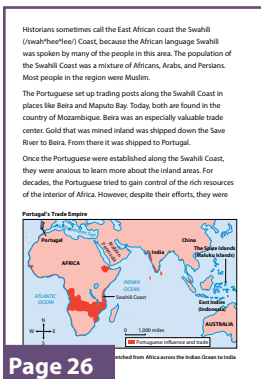 Historians sometimes call the East African coast the Swahili
(/swah*hee*lee/) Coast, because the African language Swahili
was spoken by many of the people in this area. The population of
the Swahili Coast was a mixture of Africans, Arabs, and Persians.
Most people in the region were Muslim.
The Portuguese set up trading posts along the Swahili Coast in
places like Beira and Maputo Bay. Today, both are found in the
country of Mozambique. Beira was an especially valuable trade
center. Gold that was mined inland was shipped down the Save
River to Beira. From there it was shipped to Portugal.
Once the Portuguese were established along the Swahili Coast,
they were anxious to learn more about the inland areas. For
decades, the Portuguese tried to gain control of the rich resources
of the interior of Africa. However, despite their efforts, they were
Portugal's Trade Empire
Mediterranean Sea
Portugal
Arabian
Peninsula
China
India
The Spice Islands
(Maluku Islands)
AFRICA
INDIAN
OCEAN
Swahili Coast
ATLANTIC
OCEAN
East Indies
(Indonesia)
AUSTRALIA
N
W
E
S
0 1,000 miles
Portuguese influence and trade
etched from Africa across the Indian Ocean to India
Page 26